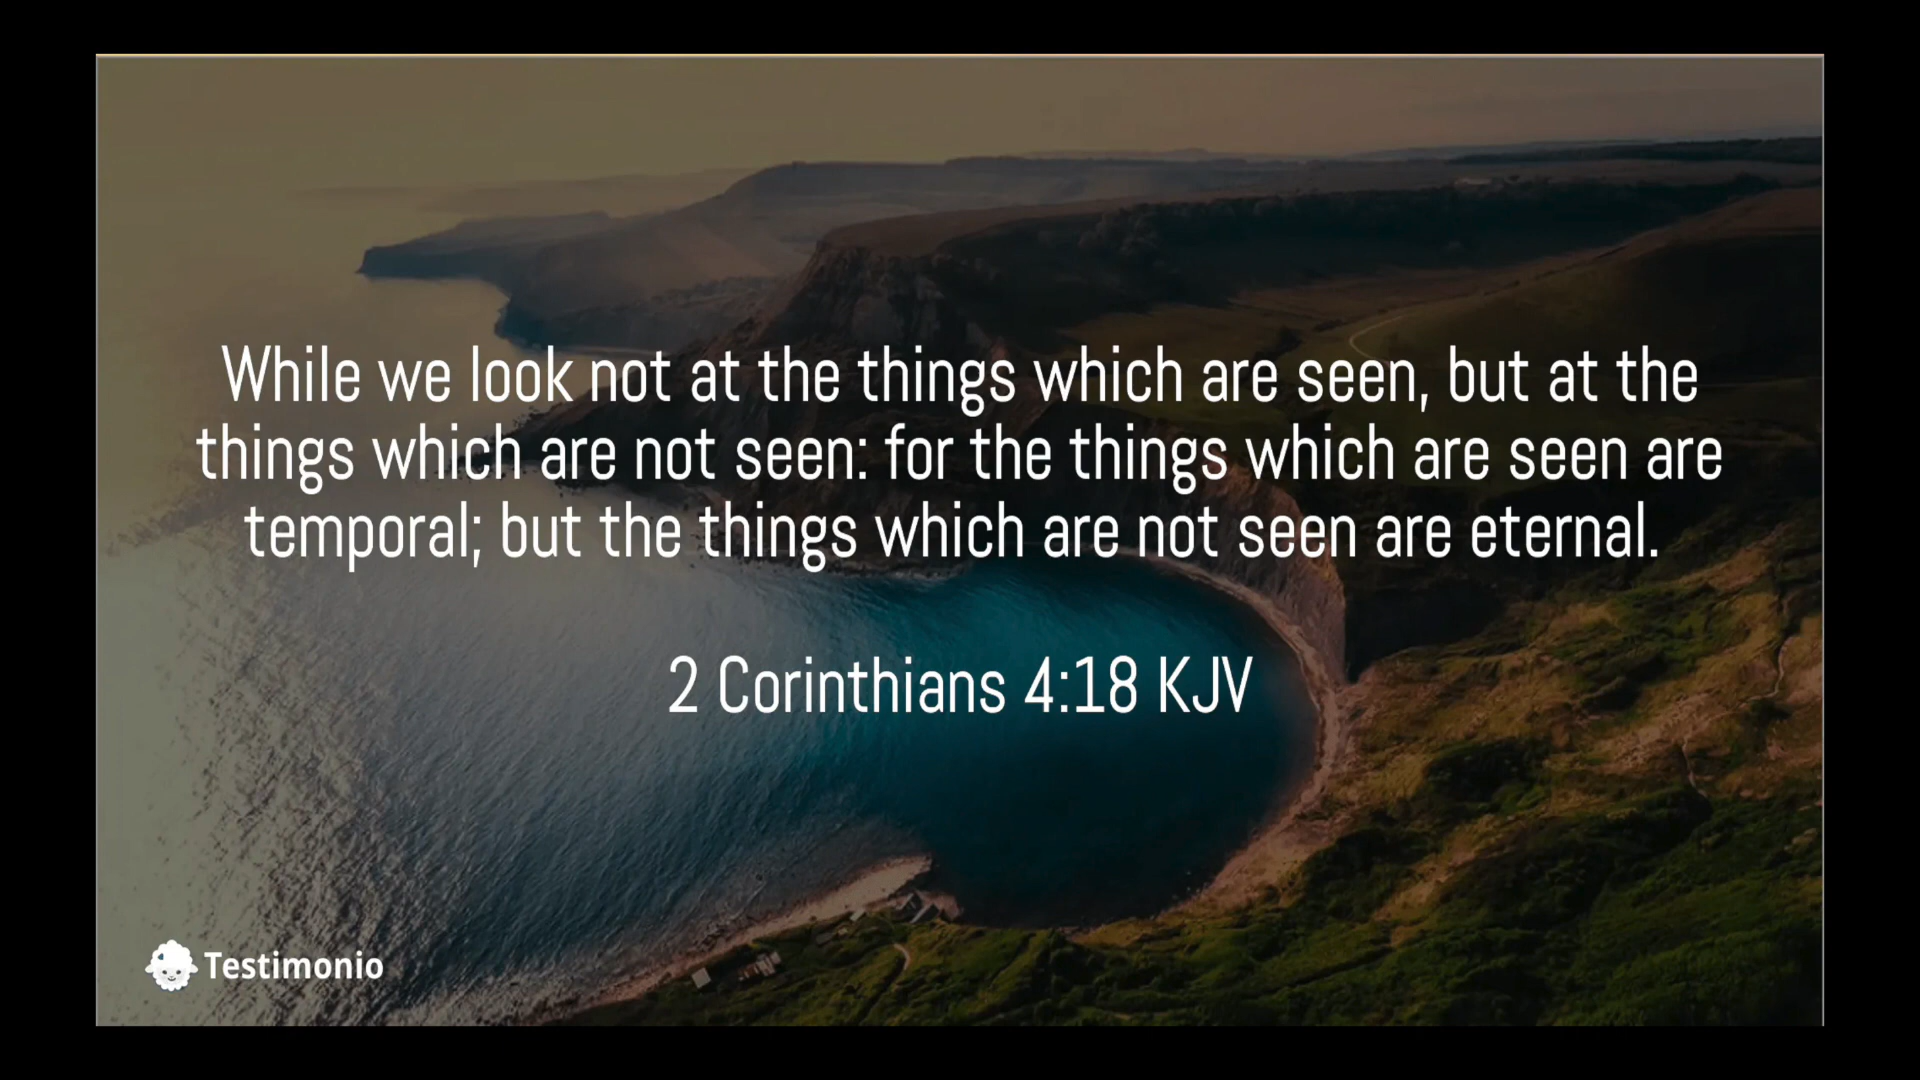 While we look not at the things which are seen, but at the
things which are not seen: for the things which are seen are
temporal; but the things which are not seen are eternal.
2 Corinthians 4:18 KJV
Testimonio